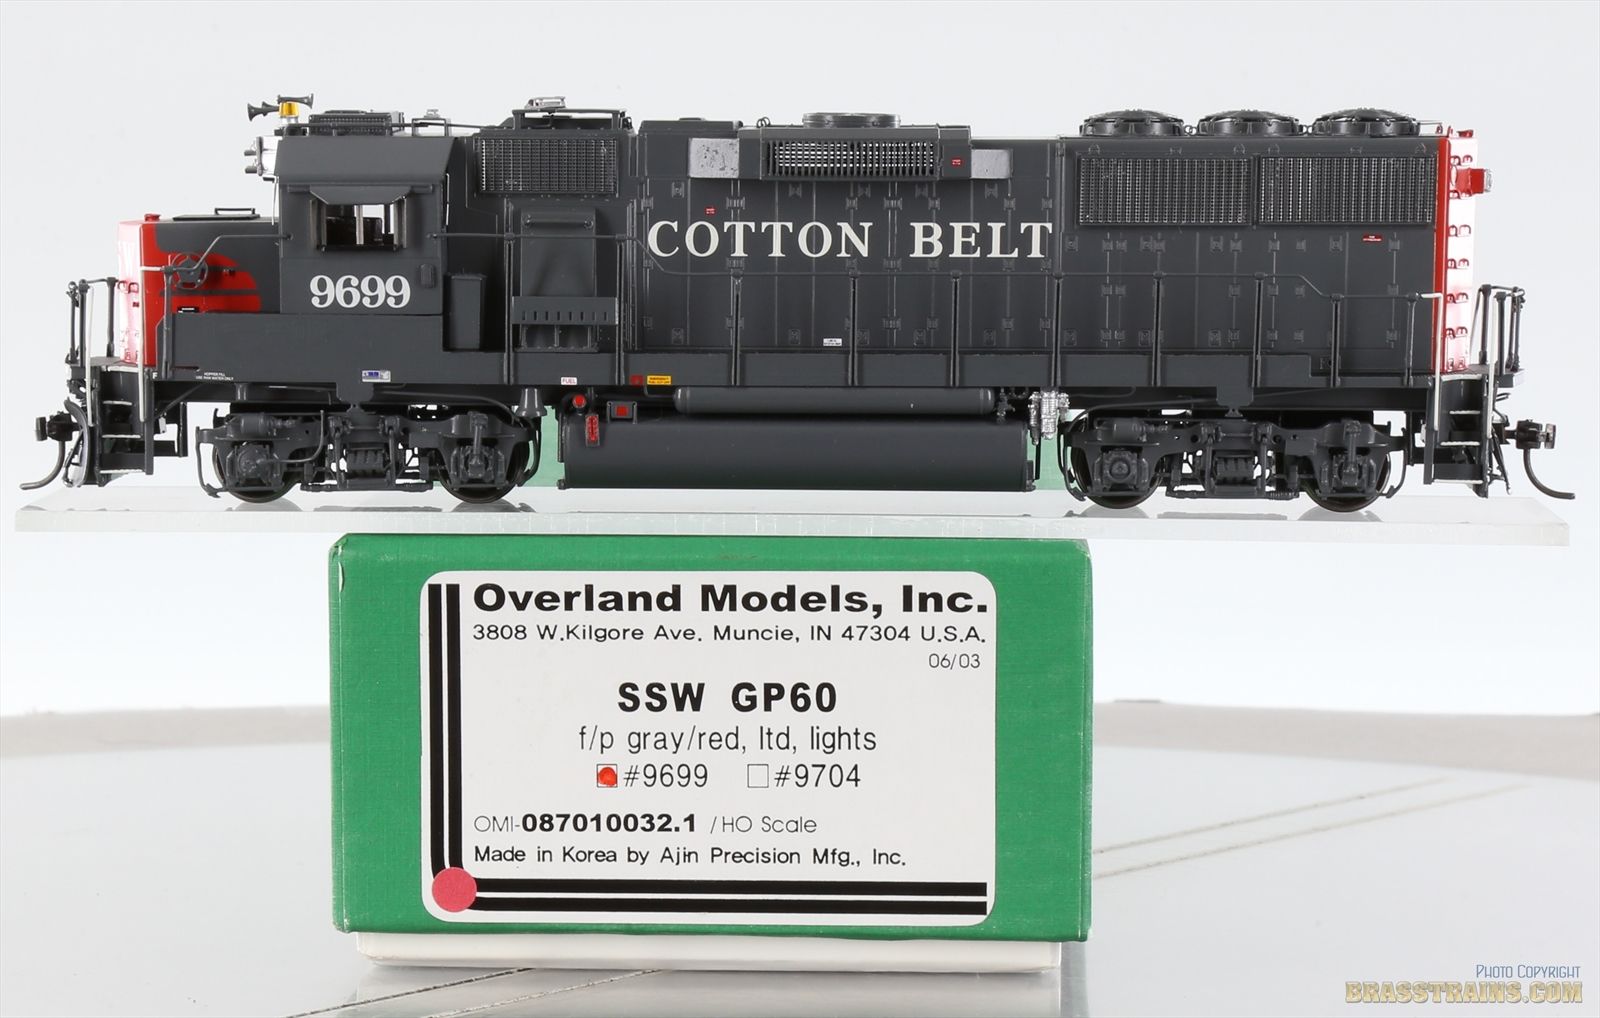 COTTON BELT
9699
FUEL
Overland Models, Inc.
3808 W.Kilgore Ave. Muncie, IN 47304 U.S.A.
06/03
SSW GP60
f/p gray/red, ltd, lights
#9699 #9704
OMI-087010032.1 /HO Scale
Made in Korea by Ajin Precision Mfg., Inc.
PHOTO COPYRIGHT
BRASSTRAINS.COM